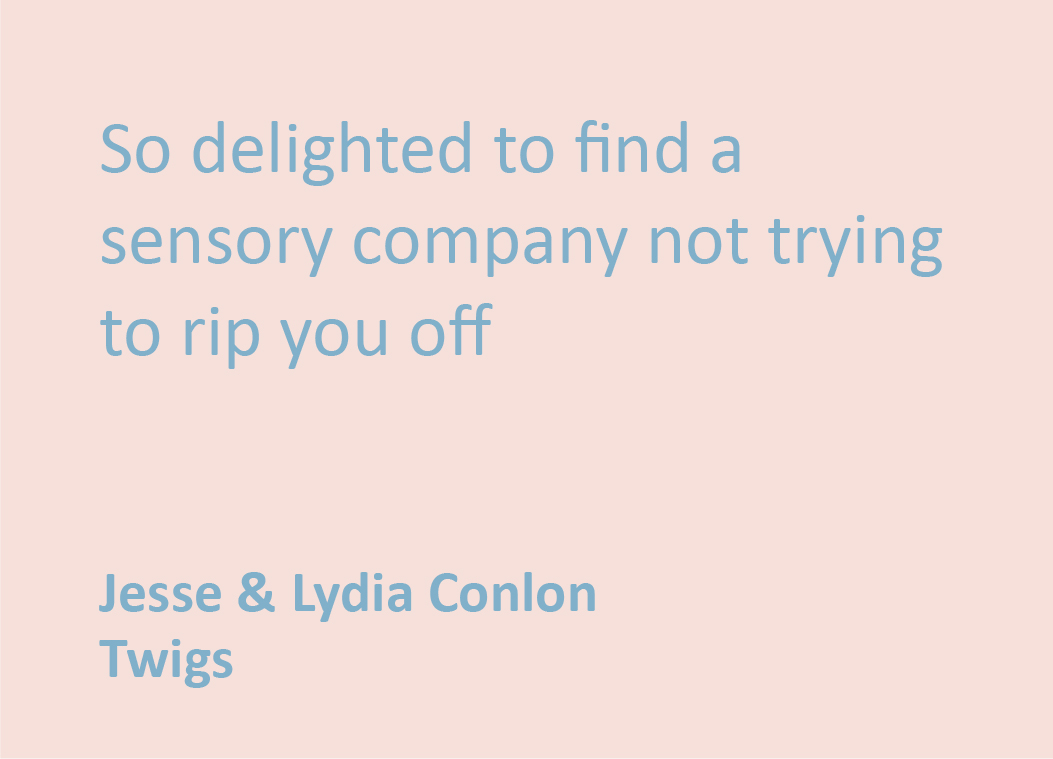 So delighted to find a
sensory company not trying
to rip you off
Jesse & Lydia Conlon
Twigs